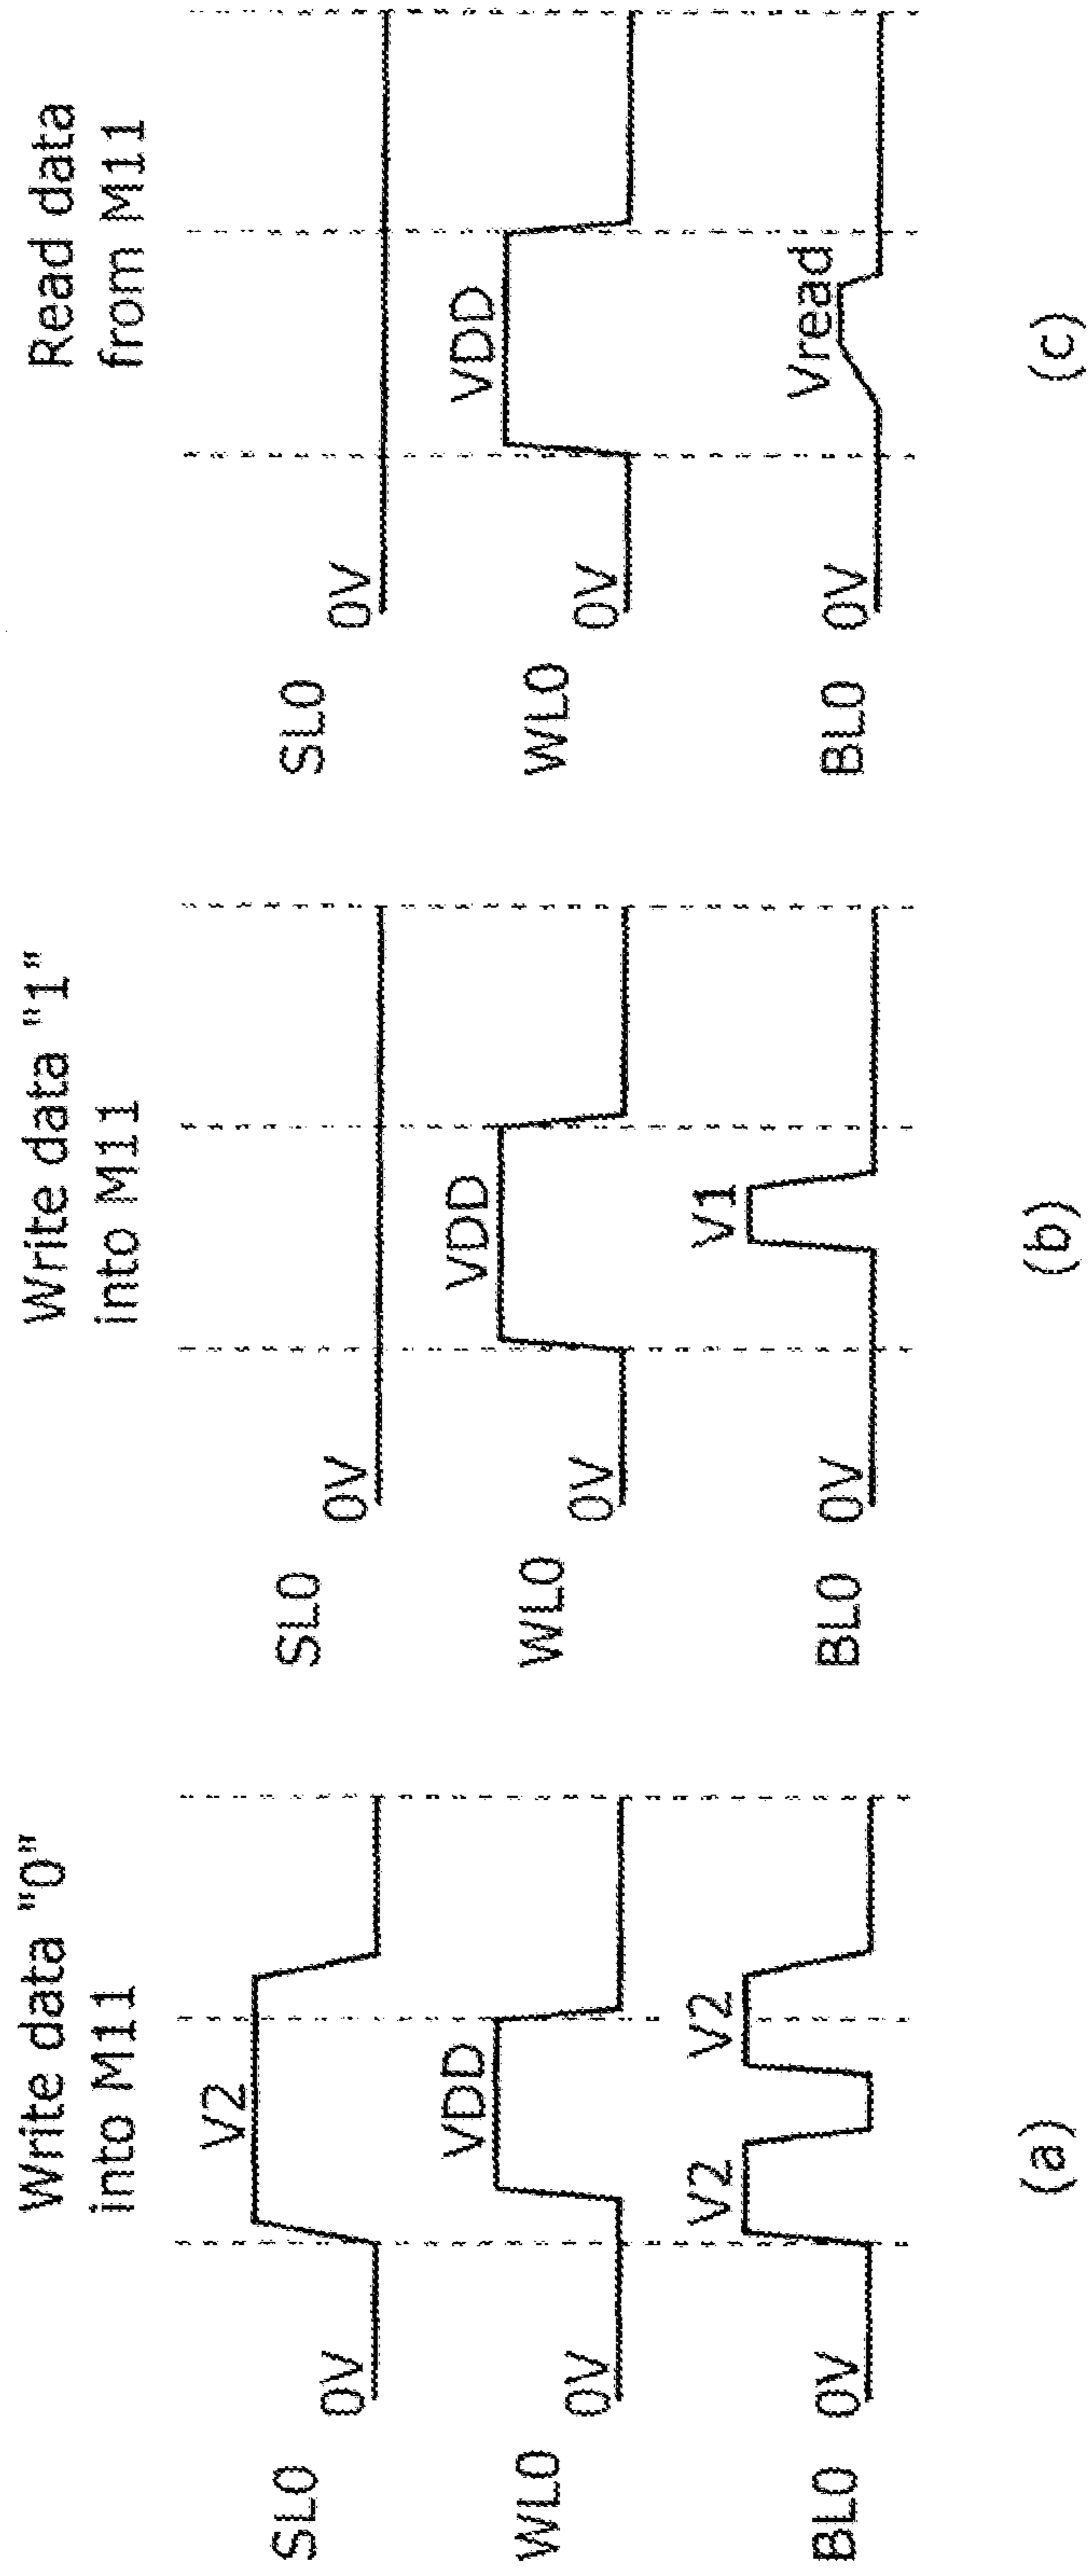 Write data "0"
into M11
SL0
0V
V2
WL0
0V
VDD
BL0
0V
V2
V2
(a)
Write data "1"
into M11
SL0
0V
WL0
0V
VDD
BL0
0V
V1
(b)
Read data
from M11
SL0
0V
WL0
0V
VDD
BL0
0V
Vread
(c)